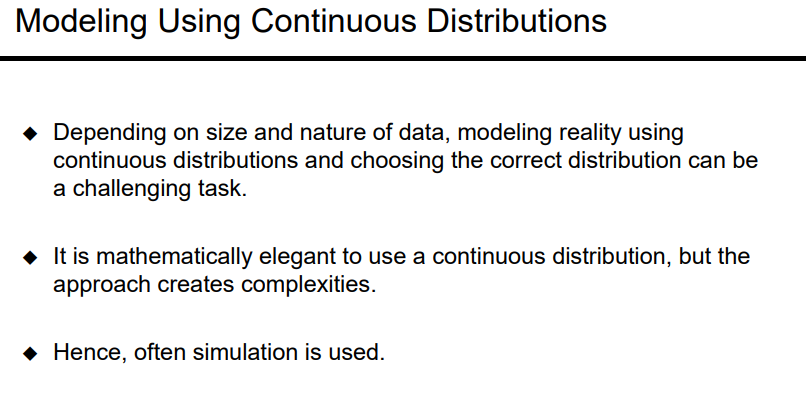 Modeling Using Continuous Distributions
◆ Depending on size and nature of data, modeling reality using
continuous distributions and choosing the correct distribution can be
a challenging task.
◆ It is mathematically elegant to use a continuous distribution, but the
approach creates complexities.
◆ Hence, often simulation is used.